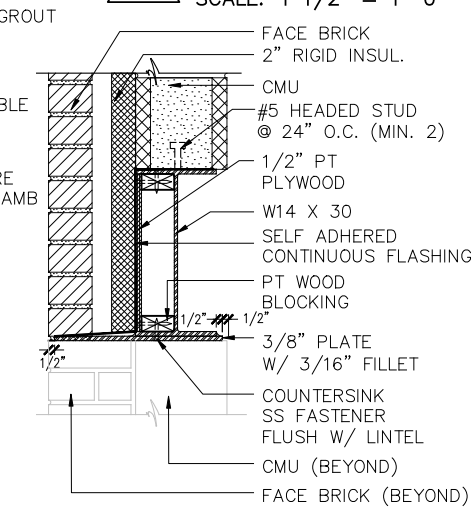 GROUT
SCALE: 1 1/2" = 1'-0"
FACE BRICK
2" RIGID INSUL.
BLE
CMU
#5 HEADED STUD
@ 24" O.C. (MIN. 2)
1/2" PT
PLYWOOD
RE
AMB
W14 X 30
SELF ADHERED
CONTINUOUS FLASHING
PT WOOD
BLOCKING
1/2" 1/2"
3/8" PLATE
W/ 3/16" FILLET
1/2"
COUNTERSINK
SS FASTENER
FLUSH W/ LINTEL
CMU (BEYOND)
FACE BRICK (BEYOND)